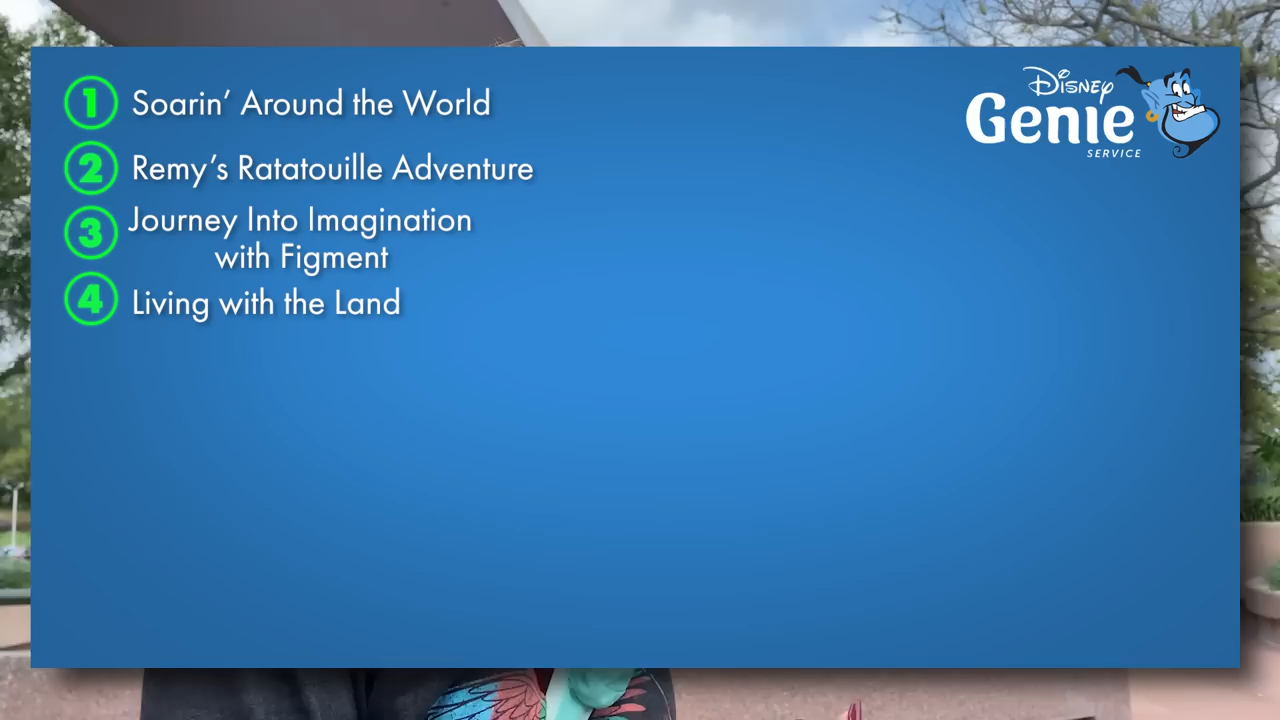 1 Soarin’ Around the World
2 Remy’s Ratatouille Adventure
3 Journey Into Imagination
with Figment
4 Living with the Land
Disney
Genie
SERVICE